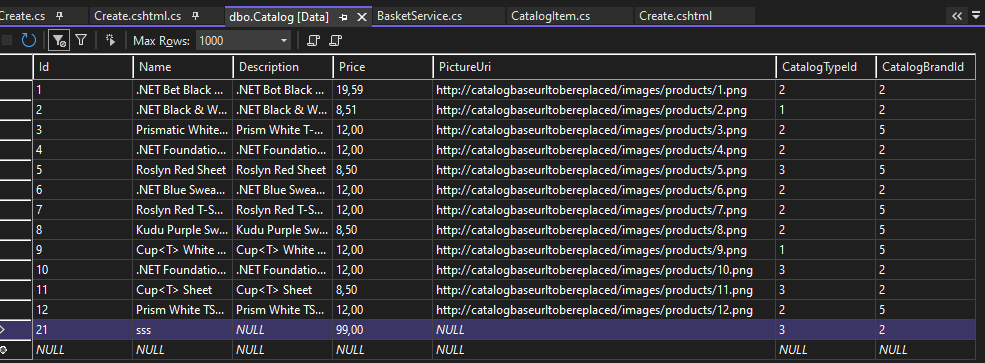 Create.cs Create.cshtml.cs dbo.Catalog [Data] BasketService.cs CatalogItem.cs Create.cshtml
Max Rows: 1000
Id Name Description Price PictureUri CatalogTypeId CatalogBrandId
1 .NET Bet Black ... .NET Bot Black ... 19,59 http://catalogbaseurltobereplaced/images/products/1.png 2 2
2 .NET Black & W... .NET Black & W... 8,51 http://catalogbaseurltobereplaced/images/products/2.png 1 2
3 Prismatic White... Prism White T-... 12,00 http://catalogbaseurltobereplaced/images/products/3.png 2 5
4 .NET Foundatio... .NET Foundatio... 12,00 http://catalogbaseurltobereplaced/images/products/4.png 2 2
5 Roslyn Red Sheet Roslyn Red Sheet 8,50 http://catalogbaseurltobereplaced/images/products/5.png 3 5
6 .NET Blue Swea... .NET Blue Swea... 12,00 http://catalogbaseurltobereplaced/images/products/6.png 2 2
7 Roslyn Red T-S... Roslyn Red T-S... 12,00 http://catalogbaseurltobereplaced/images/products/7.png 2 5
8 Kudu Purple Sw... Kudu Purple Sw... 8,50 http://catalogbaseurltobereplaced/images/products/8.png 2 5
9 Cup<T> White ... Cup<T> White ... 12,00 http://catalogbaseurltobereplaced/images/products/9.png 1 5
10 .NET Foundatio... .NET Foundatio... 12,00 http://catalogbaseurltobereplaced/images/products/10.png 3 2
11 Cup<T> Sheet Cup<T> Sheet 8,50 http://catalogbaseurltobereplaced/images/products/11.png 3 2
12 Prism White TS... Prism White TS... 12,00 http://catalogbaseurltobereplaced/images/products/12.png 2 5
21 sss NULL 99,00 NULL 3 2
NULL NULL NULL NULL NULL NULL NULL